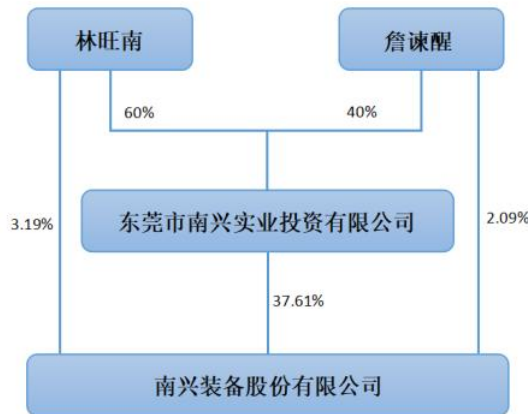 林旺南
詹谏醒
60%
40%
东莞市南兴实业投资有限公司
3.19%
2.09%
37.61%
南兴装备股份有限公司